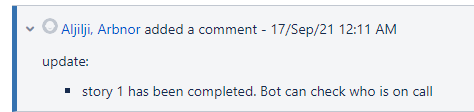 Aljilji, Arbnor added a comment - 17/Sep/21 12:11 AM
update:
story 1 has been completed. Bot can check who is on call